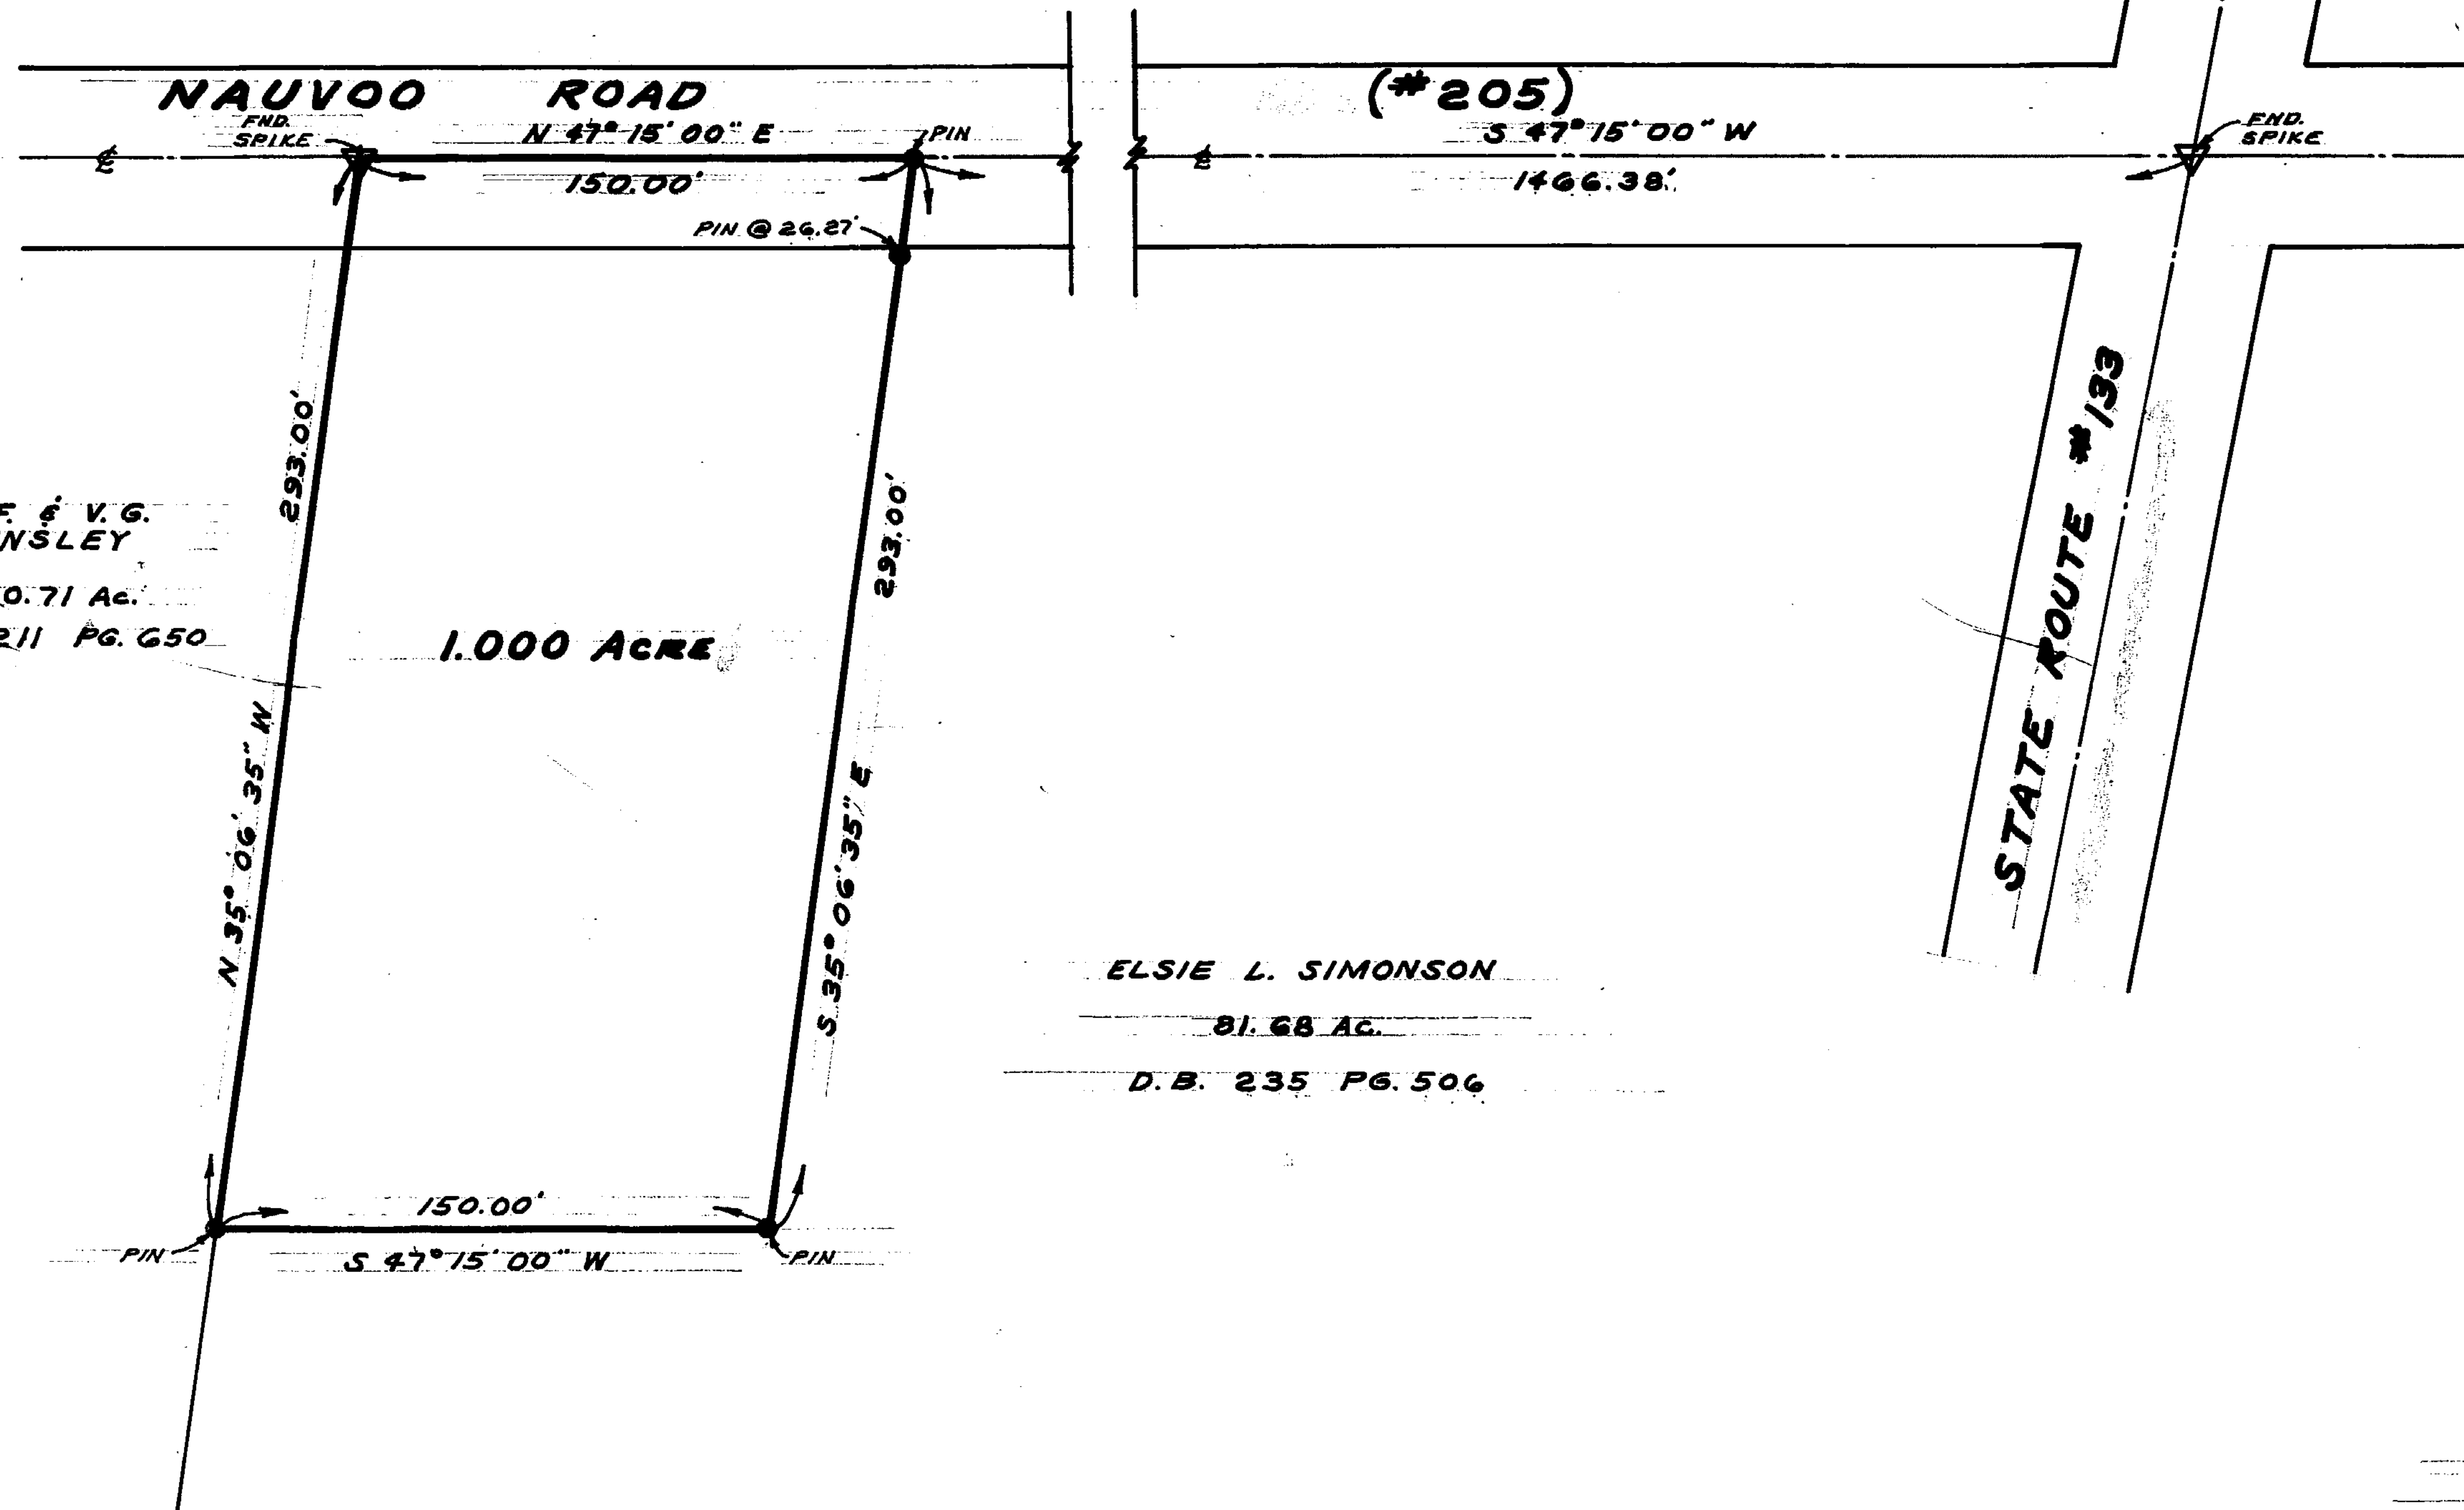 NAUVOO ROAD (#205)
FND.
SPIKE
N 47° 15' 00" E
PIN
S 47° 15' 00" W
FND.
SPIKE
℄
℄
150.00'
1466.38'
PIN @ 26.27'
293.00'
N 35° 06' 35" W
293.00'
S 35° 06' 35" E
STATE ROUTE #133
F. & V. G.
NSLEY
0.71 Ac.
211 PG. 650
1.000 ACRE
ELSIE L. SIMONSON
81.68 Ac.
D.B. 235 PG. 506
150.00'
PIN
S 47° 15' 00" W
PIN